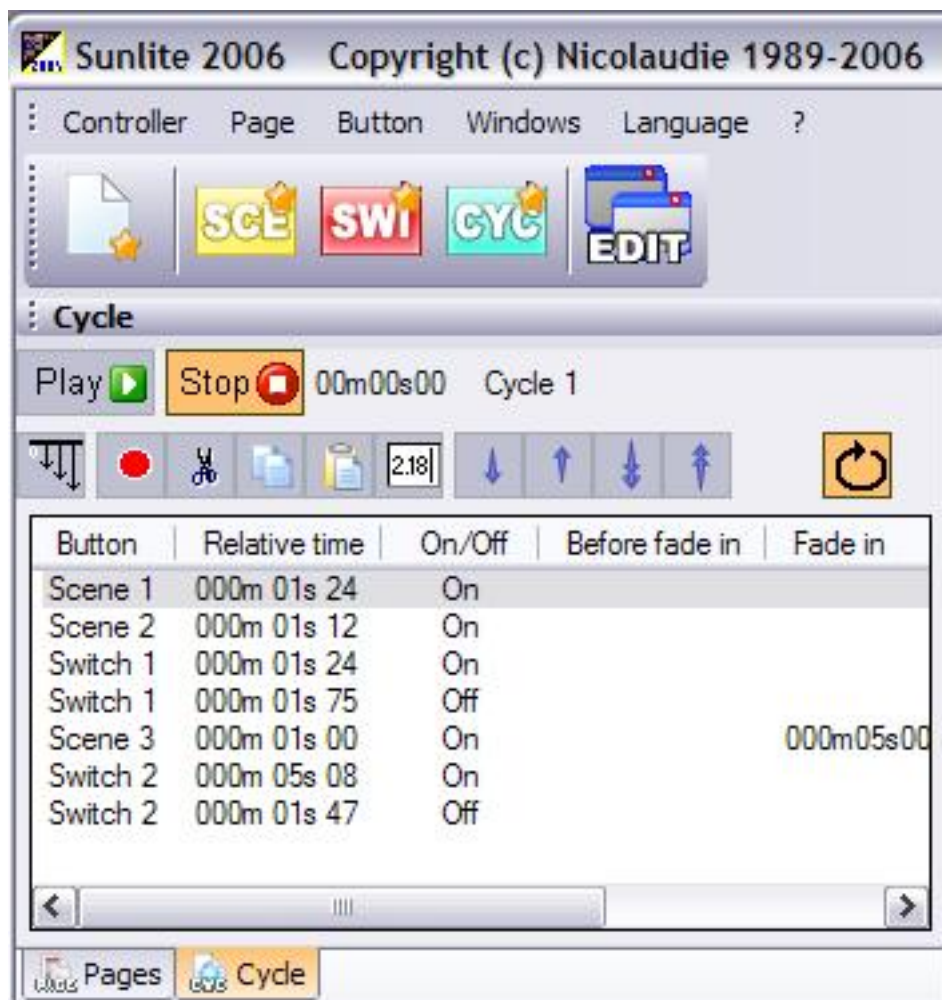 Sunlite 2006 Copyright (c) Nicolaudie 1989-2006
Controller Page Button Windows Language ?
SCE SWI CYC EDIT
Cycle
Play Stop 00m00s00 Cycle 1
2.18
Button Relative time On/Off Before fade in Fade in
Scene 1 000m 01s 24 On
Scene 2 000m 01s 12 On
Switch 1 000m 01s 24 On
Switch 1 000m 01s 75 Off
Scene 3 000m 01s 00 On 000m05s00
Switch 2 000m 05s 08 On
Switch 2 000m 01s 47 Off
Pages Cycle